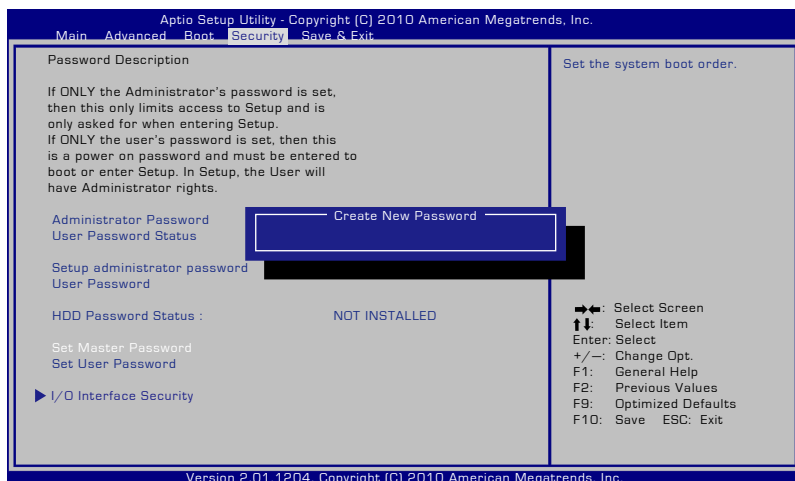 Aptio Setup Utility - Copyright (C) 2010 American Megatrends, Inc.
Main Advanced Boot Security Save & Exit
Password Description
If ONLY the Administrator's password is set,
then this only limits access to Setup and is
only asked for when entering Setup.
If ONLY the user's password is set, then this
is a power on password and must be entered to
boot or enter Setup. In Setup, the User will
have Administrator rights.
Administrator Password
User Password Status
Create New Password
Setup administrator password
User Password
HDD Password Status : NOT INSTALLED
Set Master Password
Set User Password
I/O Interface Security
Set the system boot order.
→←: Select Screen
↑↓: Select Item
Enter: Select
+/—: Change Opt.
F1: General Help
F2: Previous Values
F9: Optimized Defaults
F10: Save ESC: Exit
Version 2.01.1204. Copyright (C) 2010 American Megatrends, Inc.